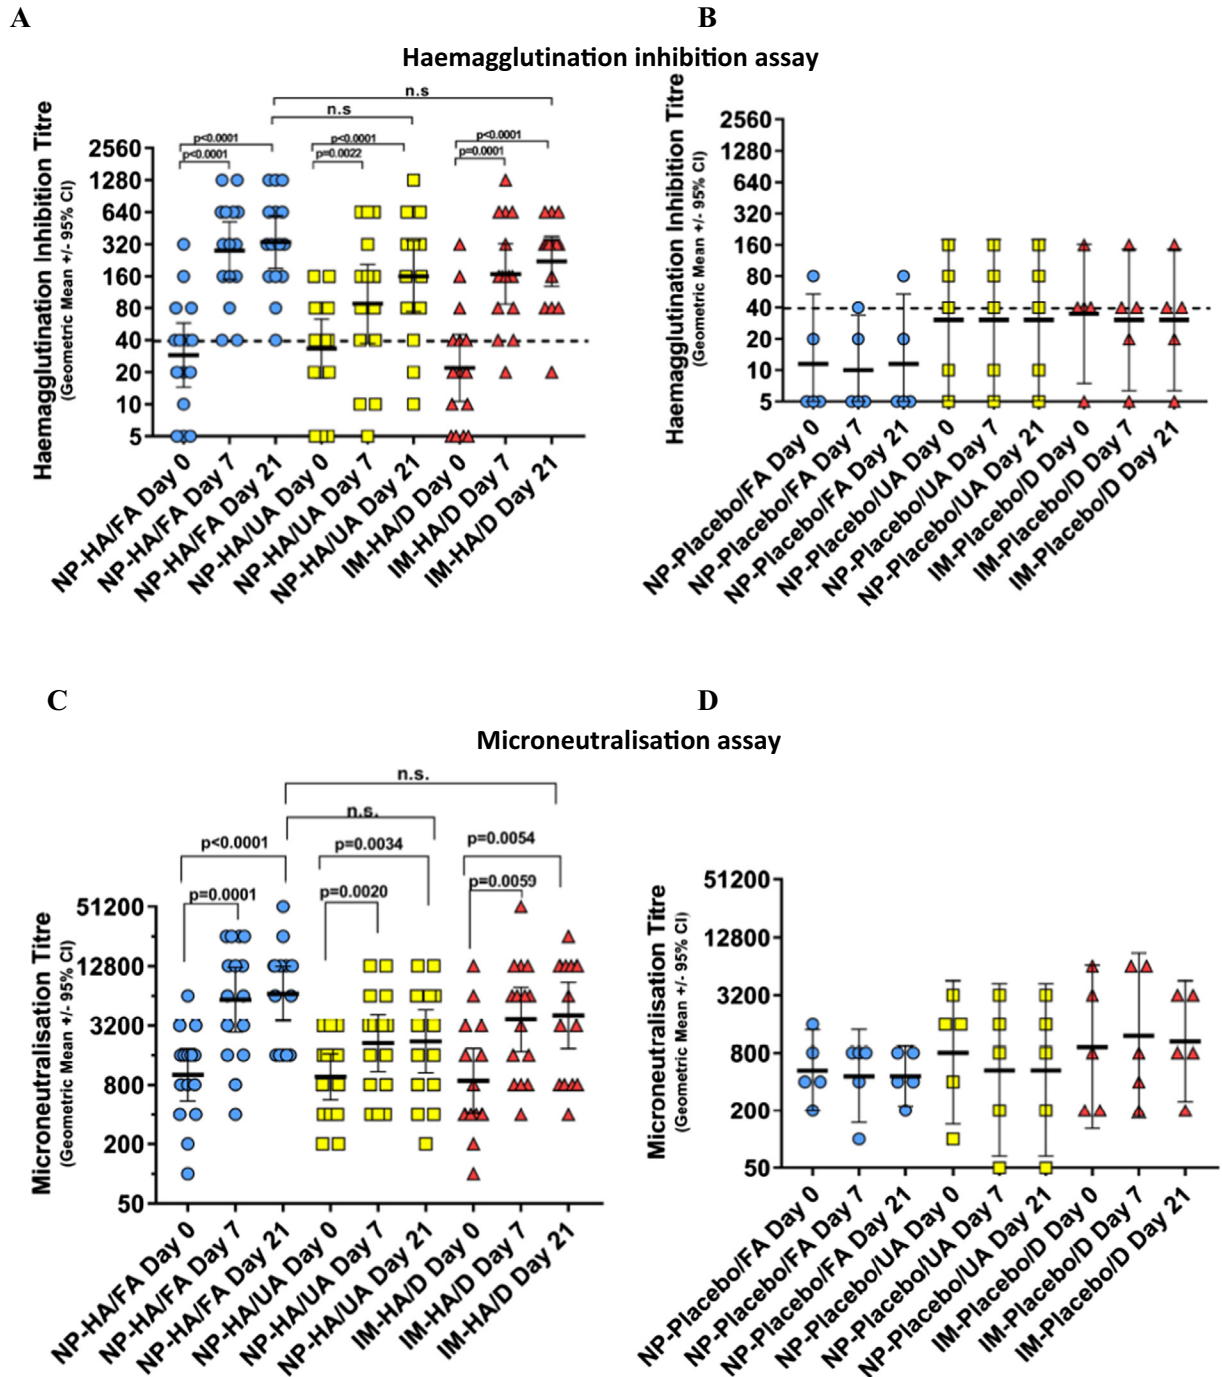 A
B
Haemagglutination inhibition assay
Haemagglutination Inhibition Titre
(Geometric Mean +/- 95% CI)
n.s
n.s
p<0.0001
p<0.0001
p<0.0001
p=0.0022
p<0.0001
p=0.0001
2560
1280
640
320
160
80
40
20
10
5
NP-HA/FA Day 0
NP-HA/FA Day 7
NP-HA/FA Day 21
NP-HA/UA Day 0
NP-HA/UA Day 7
NP-HA/UA Day 21
IM-HA/D Day 0
IM-HA/D Day 7
IM-HA/D Day 21
Haemagglutination Inhibition Titre
(Geometric Mean +/- 95% CI)
2560
1280
640
320
160
80
40
20
10
5
NP-Placebo/FA Day 0
NP-Placebo/FA Day 7
NP-Placebo/FA Day 21
NP-Placebo/UA Day 0
NP-Placebo/UA Day 7
NP-Placebo/UA Day 21
IM-Placebo/D Day 0
IM-Placebo/D Day 7
IM-Placebo/D Day 21
C
D
Microneutralisation assay
Microneutralisation Titre
(Geometric Mean +/- 95% CI)
n.s.
n.s.
p<0.0001
p=0.0001
p=0.0034
p=0.0020
p=0.0054
p=0.0059
51200
12800
3200
800
200
50
NP-HA/FA Day 0
NP-HA/FA Day 7
NP-HA/FA Day 21
NP-HA/UA Day 0
NP-HA/UA Day 7
NP-HA/UA Day 21
IM-HA/D Day 0
IM-HA/D Day 7
IM-HA/D Day 21
Microneutralisation Titre
(Geometric Mean +/- 95% CI)
51200
12800
3200
800
200
50
NP-Placebo/FA Day 0
NP-Placebo/FA Day 7
NP-Placebo/FA Day 21
NP-Placebo/UA Day 0
NP-Placebo/UA Day 7
NP-Placebo/UA Day 21
IM-Placebo/D Day 0
IM-Placebo/D Day 7
IM-Placebo/D Day 21